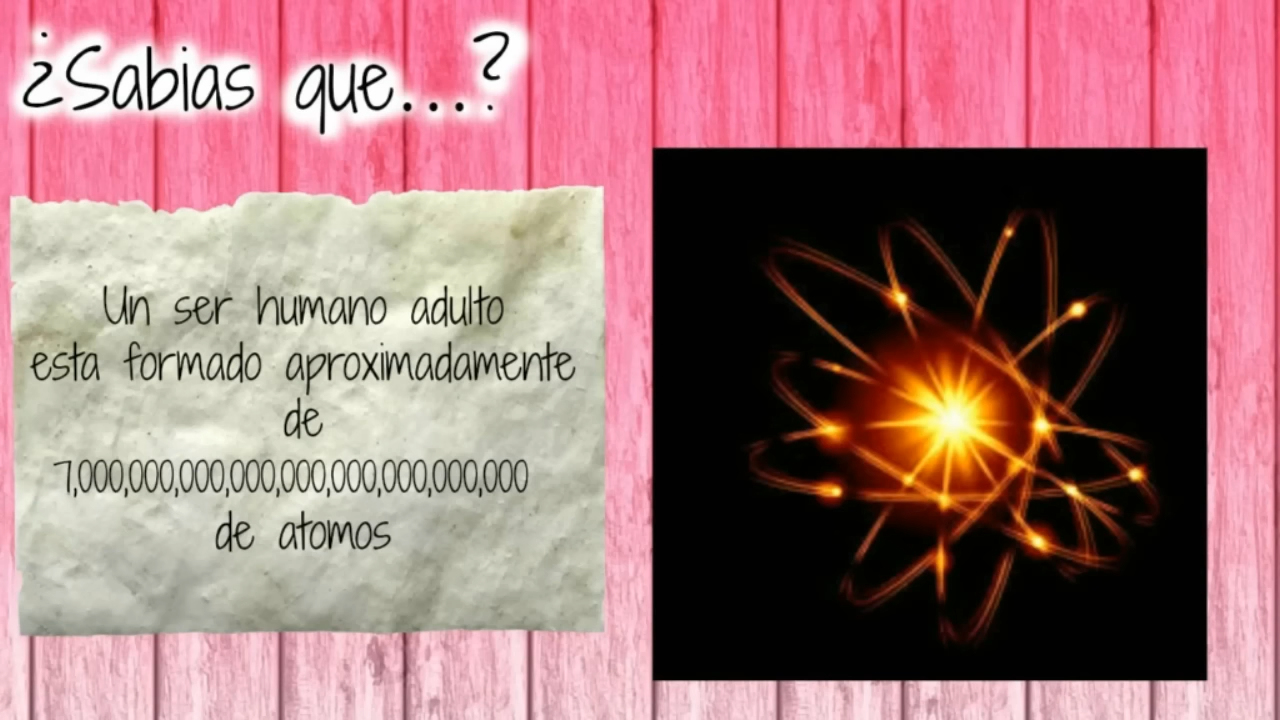 ¿Sabias que...?
Un ser humano adulto
esta formado aproximadamente
de
7,000,000,000,000,000,000,000,000,000
de atomos